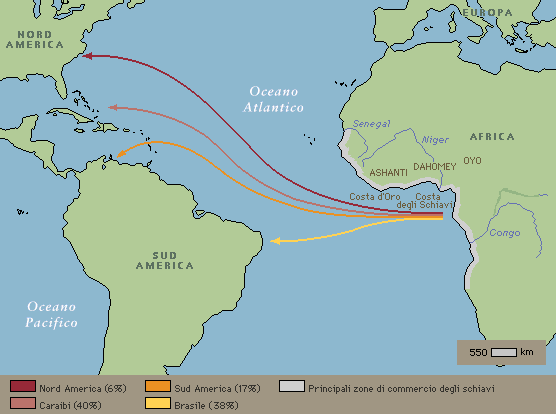 EUROPA
NORD
AMERICA
Oceano
Atlantico
Senegal
Niger
AFRICA
OYO
DAHOMEY
ASHANTI
Costa d'Oro
Costa
degli Schiavi
Congo
SUD
AMERICA
Oceano
Pacifico
550 km
Nord America (6%)
Sud America (17%)
Principali zone di commercio degli schiavi
Caraibi (40%)
Brasile (38%)